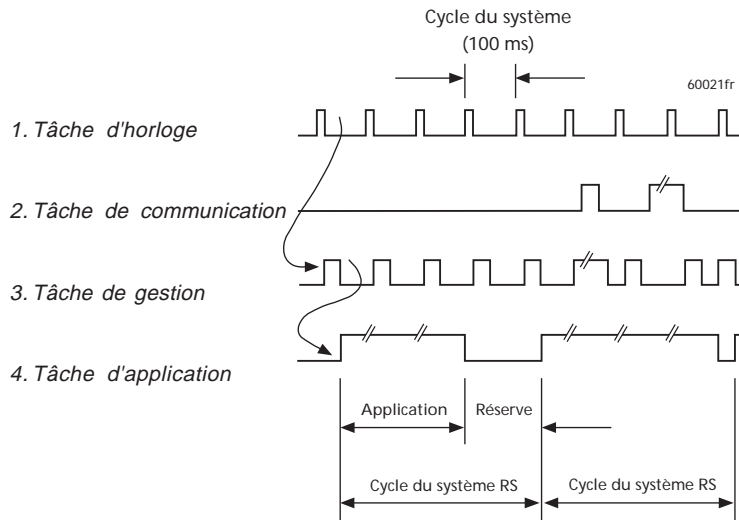 Cycle du système
(100 ms)
60021fr
1. Tâche d'horloge
2. Tâche de communication
3. Tâche de gestion
4. Tâche d'application
Application
Réserve
Cycle du système RS
Cycle du système RS